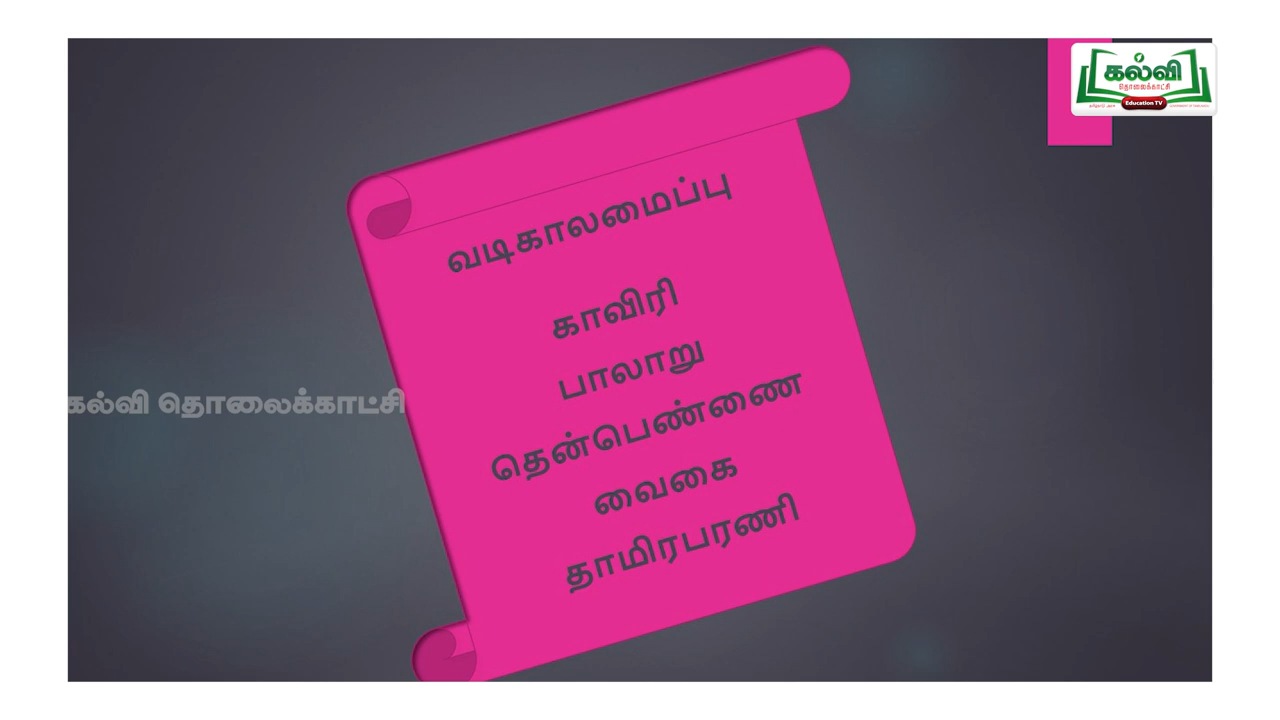 கல்வி
தொலைக்காட்சி
Education TV
வடிகாலமைப்பு
காவிரி
பாலாறு
தென்பெண்ணை
வைகை
தாமிரபரணி
கல்வி தொலைக்காட்சி